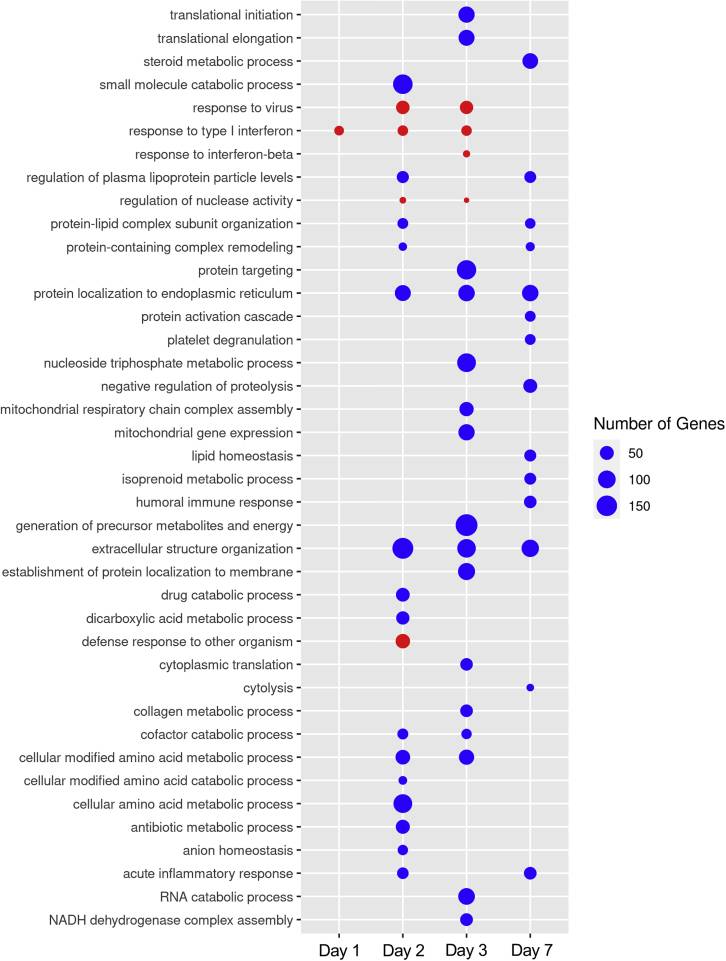 translational initiation
translational elongation
steroid metabolic process
small molecule catabolic process
response to virus
response to type I interferon
response to interferon-beta
regulation of plasma lipoprotein particle levels
regulation of nuclease activity
protein-lipid complex subunit organization
protein-containing complex remodeling
protein targeting
protein localization to endoplasmic reticulum
protein activation cascade
platelet degranulation
nucleoside triphosphate metabolic process
negative regulation of proteolysis
mitochondrial respiratory chain complex assembly
mitochondrial gene expression
lipid homeostasis
isoprenoid metabolic process
humoral immune response
generation of precursor metabolites and energy
extracellular structure organization
establishment of protein localization to membrane
drug catabolic process
dicarboxylic acid metabolic process
defense response to other organism
cytoplasmic translation
cytolysis
collagen metabolic process
cofactor catabolic process
cellular modified amino acid metabolic process
cellular modified amino acid catabolic process
cellular amino acid metabolic process
antibiotic metabolic process
anion homeostasis
acute inflammatory response
RNA catabolic process
NADH dehydrogenase complex assembly
Day 1 Day 2 Day 3 Day 7
Number of Genes
50
100
150